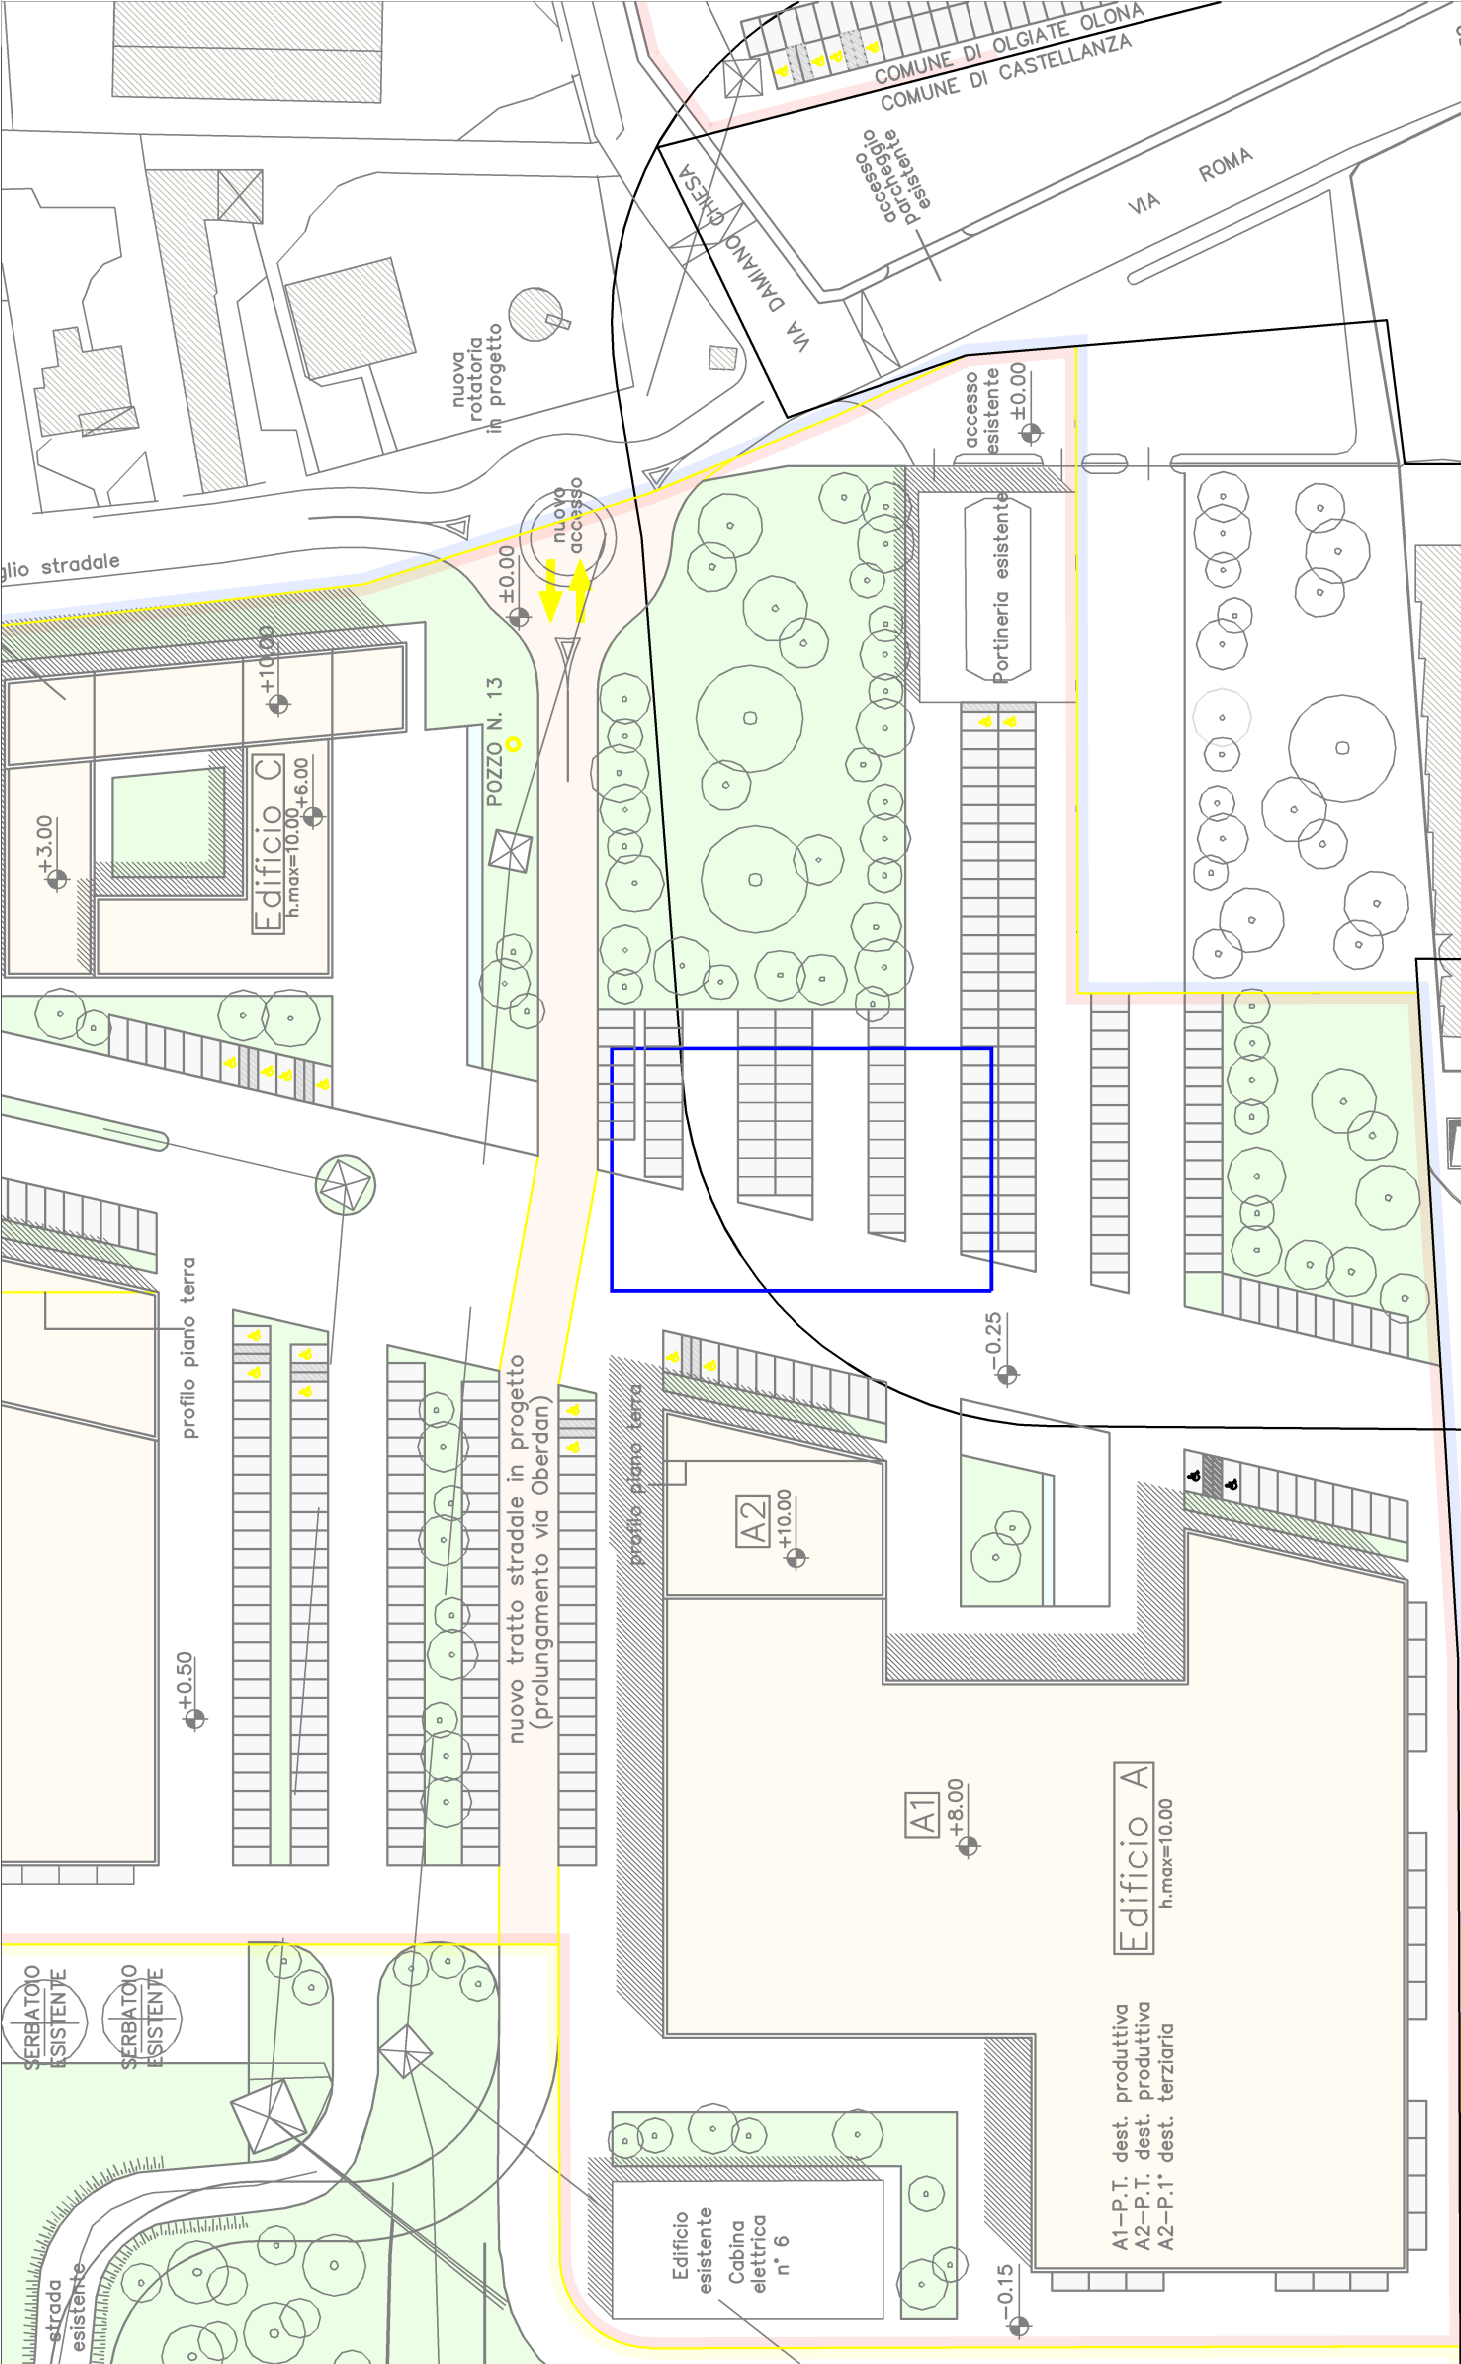 COMUNE DI OLGIATE OLONA
COMUNE DI CASTELLANZA
accesso
parcheggio
esistente
VIA ROMA
VIA DAMIANO CHIESA
nuova
rotatoria
in progetto
accesso
esistente
±0.00
nuovo
accesso
±0.00
glio stradale
Portineria esistente
+10.00
POZZO N. 13
Edificio C
h.max=10.00
+6.00
+3.00
profilo piano terra
-0.25
nuovo tratto stradale in progetto
(prolungamento via Oberdan)
profilo piano terra
A2
+10.00
+0.50
A1
+8.00
Edificio A
h.max=10.00
SERBATOIO
ESISTENTE
SERBATOIO
ESISTENTE
A1-P.T. dest. produttiva
A2-P.T. dest. produttiva
A2-P.1° dest. terziaria
Edificio
esistente
Cabina
elettrica
n° 6
-0.15
strada
esistente